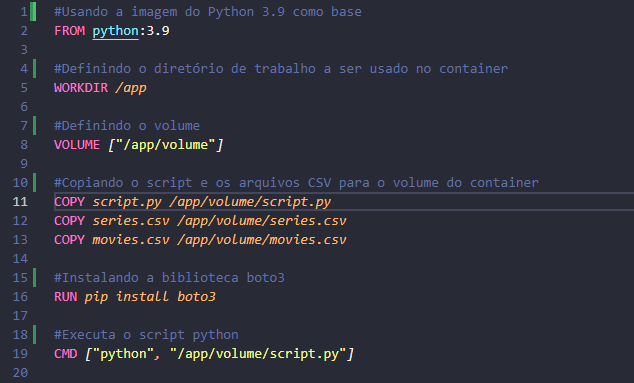 1 #Usando a imagem do Python 3.9 como base
2 FROM python:3.9
3
4 #Definindo o diretório de trabalho a ser usado no container
5 WORKDIR /app
6
7 #Definindo o volume
8 VOLUME ["/app/volume"]
9
10 #Copiando o script e os arquivos CSV para o volume do container
11 COPY script.py /app/volume/script.py
12 COPY series.csv /app/volume/series.csv
13 COPY movies.csv /app/volume/movies.csv
14
15 #Instalando a biblioteca boto3
16 RUN pip install boto3
17
18 #Executa o script python
19 CMD ["python", "/app/volume/script.py"]
20